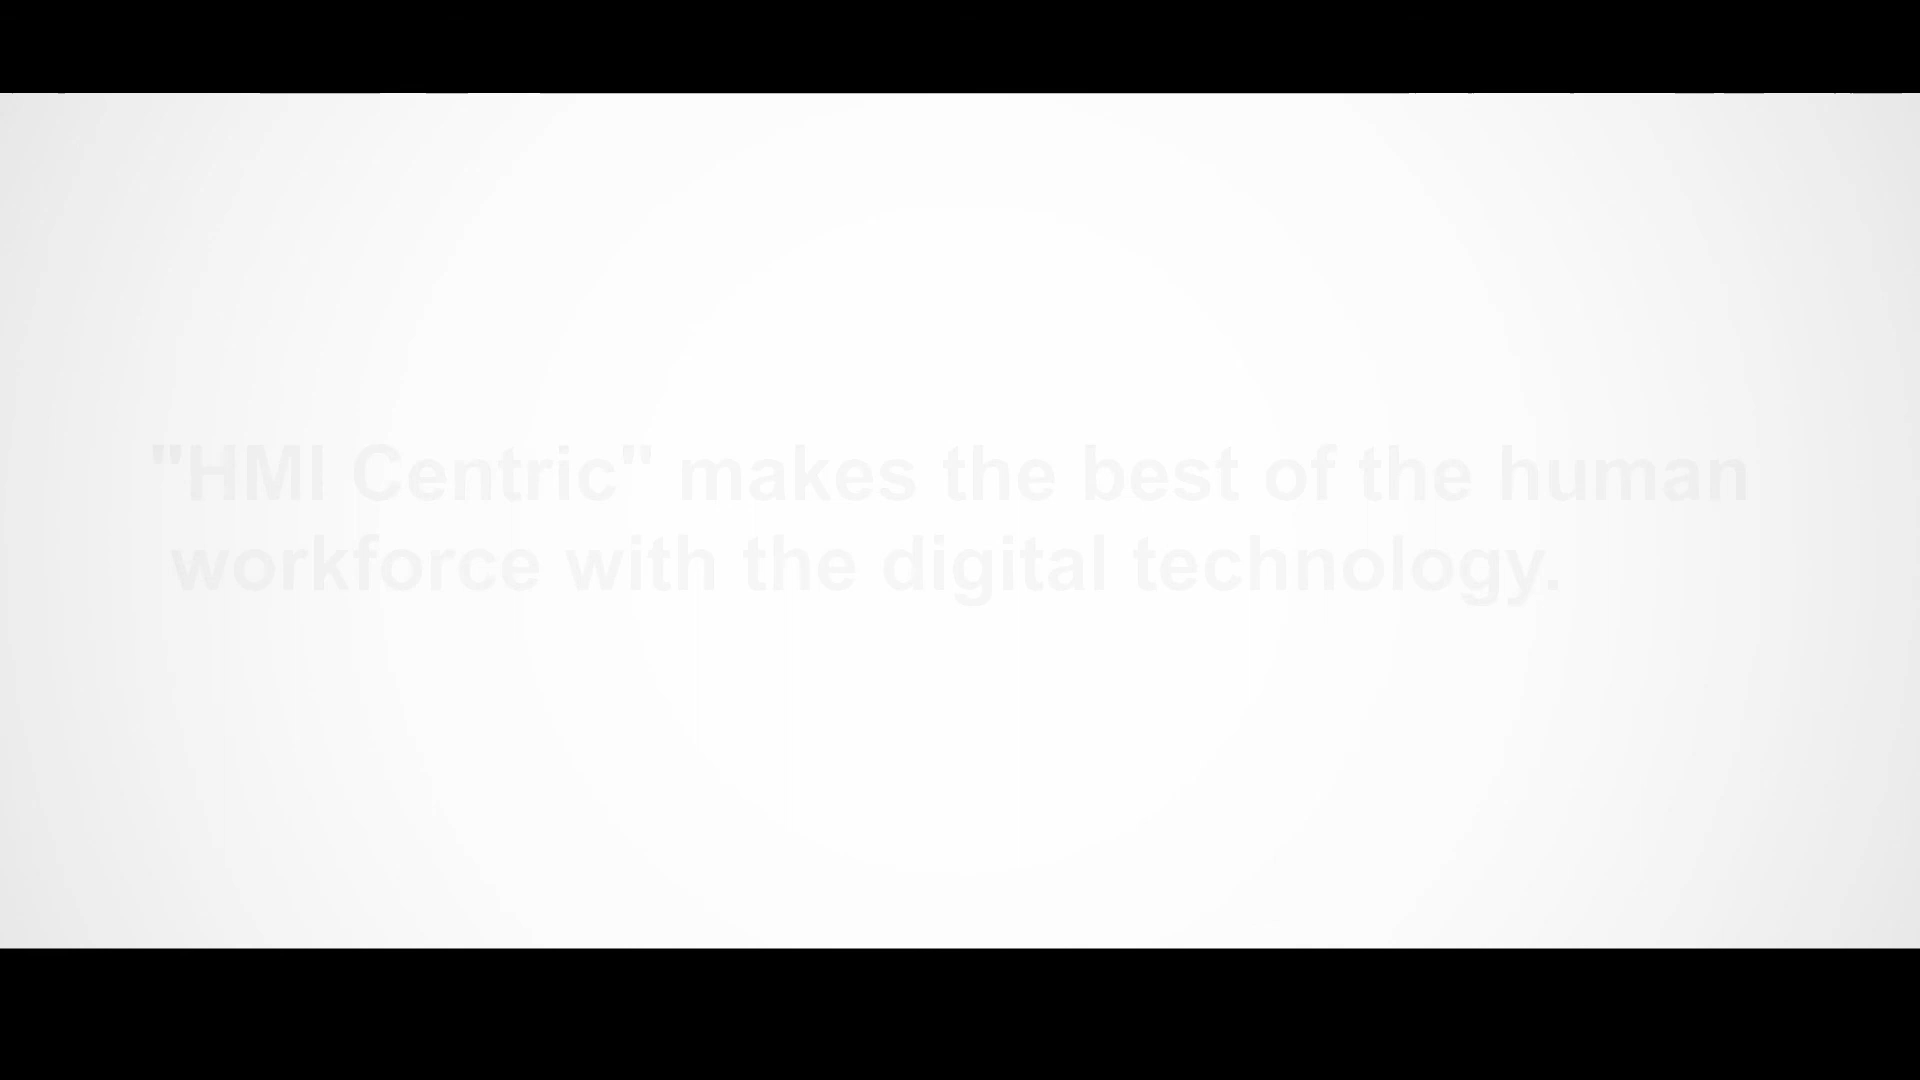 "HMI Centric" makes the best of the human
workforce with the digital technology.